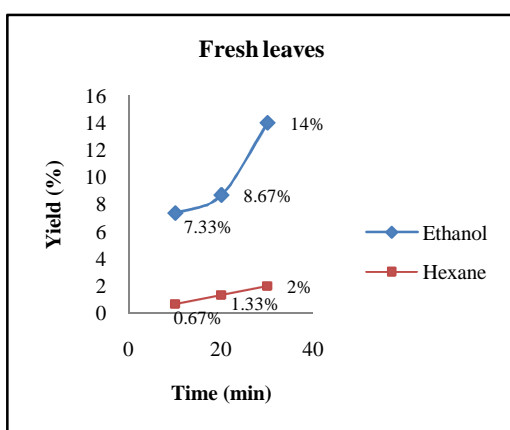 Fresh leaves
16
14
12
10
8
6
4
2
0
Yield (%)
14%
8.67%
7.33%
2%
1.33%
0.67%
0 20 40
Time (min)
Ethanol
Hexane